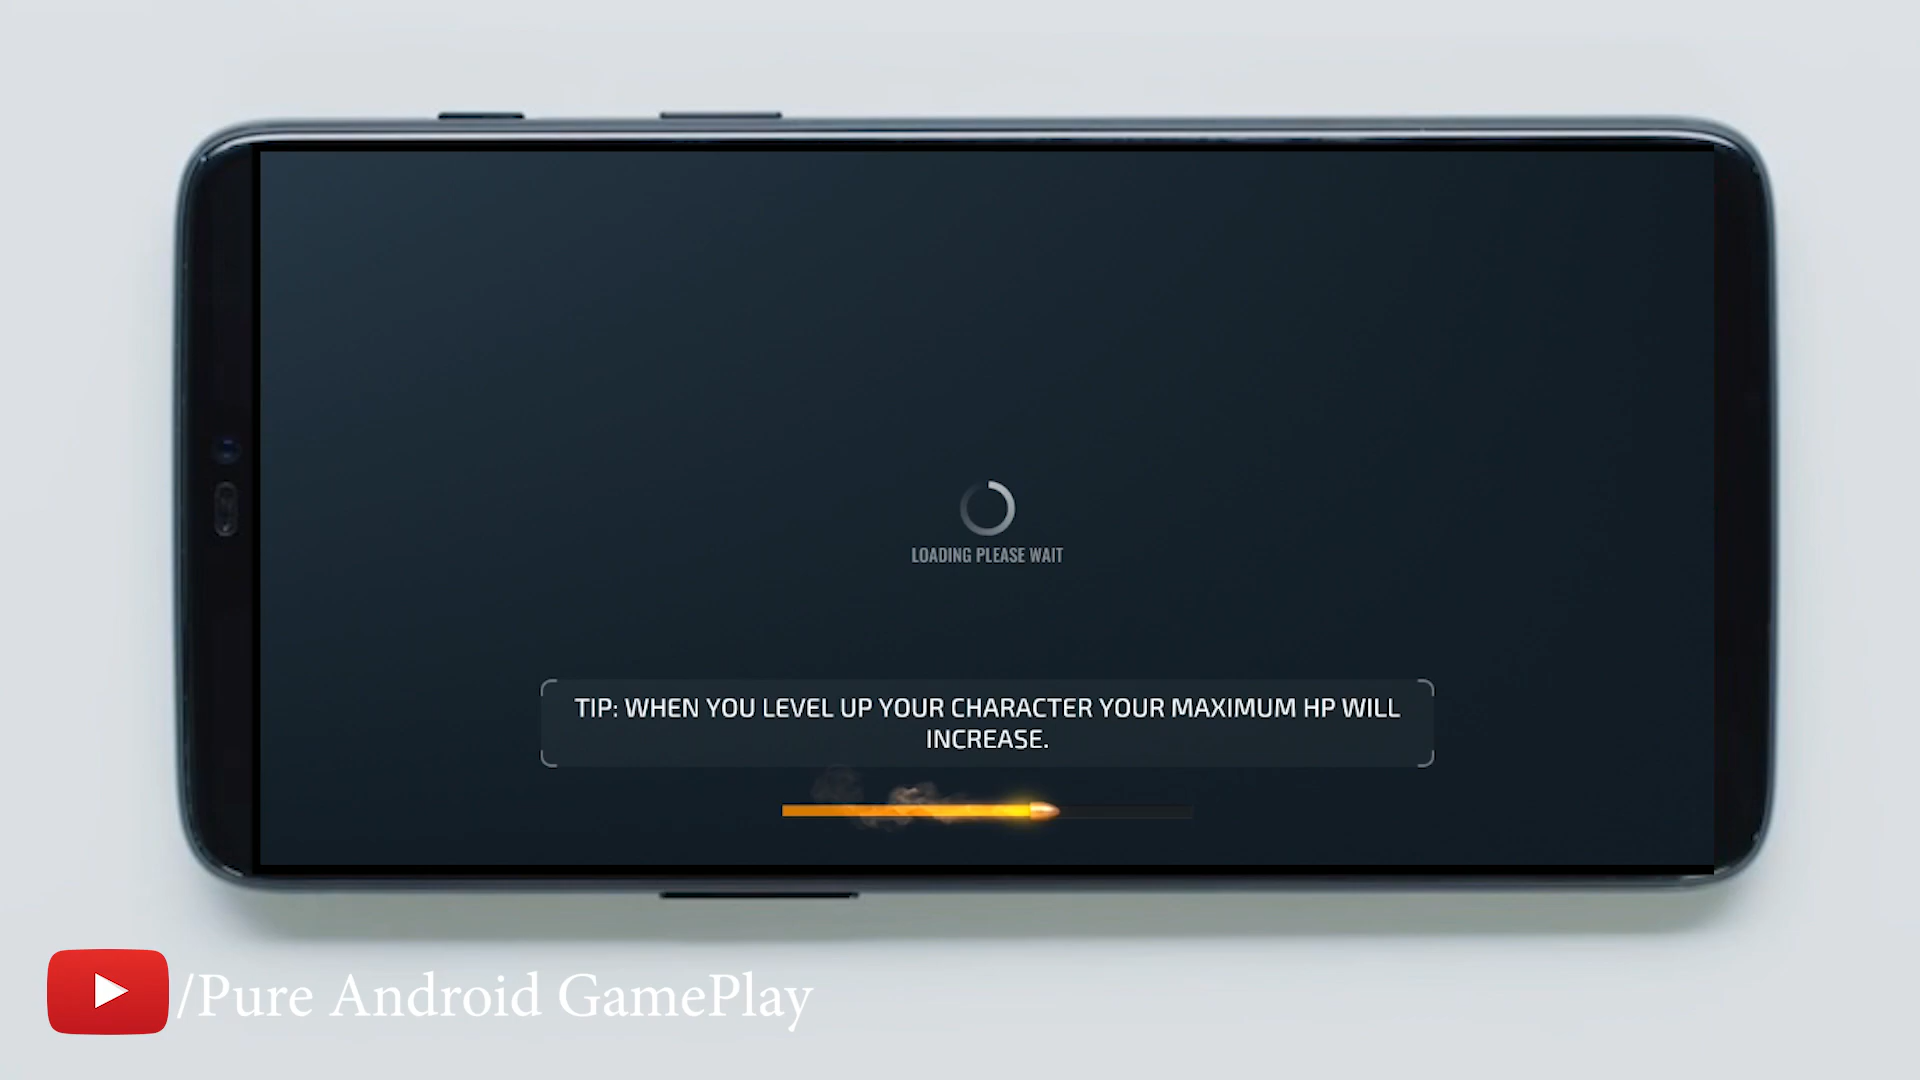 LOADING PLEASE WAIT
TIP: WHEN YOU LEVEL UP YOUR CHARACTER YOUR MAXIMUM HP WILL
INCREASE.
/Pure Android GamePlay